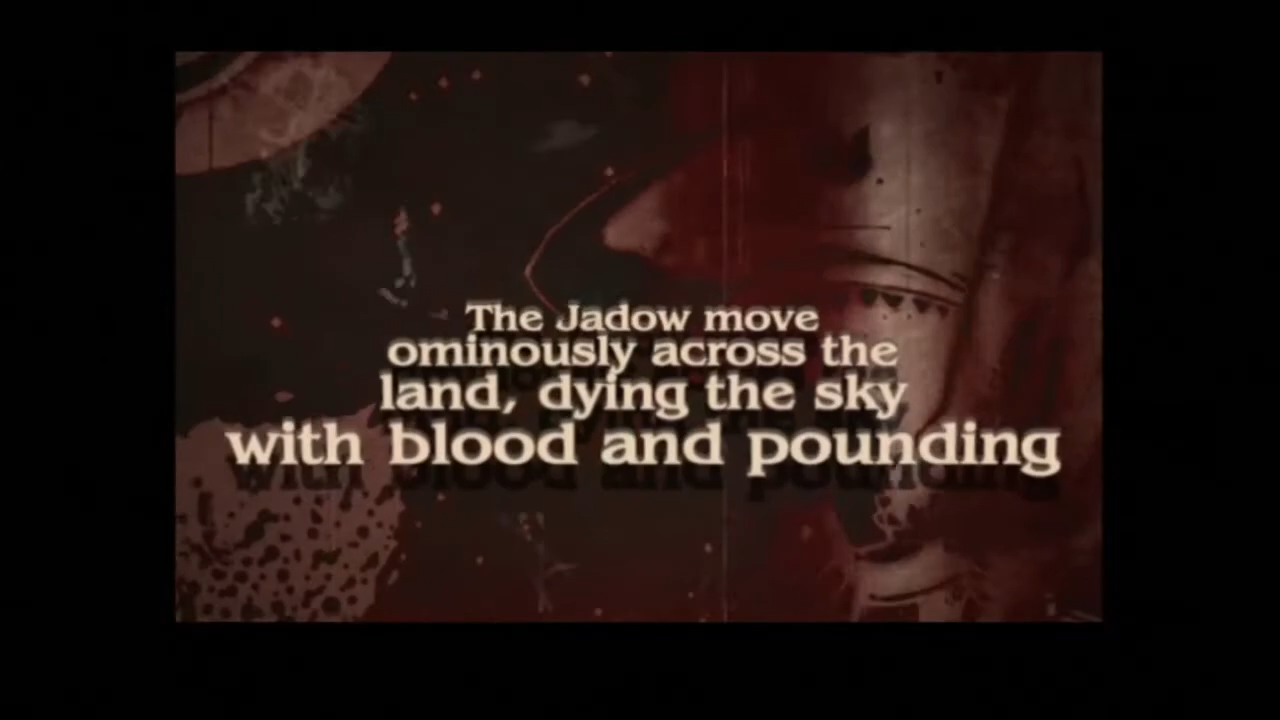 The Jadow move
ominously across the
land, dying the sky
with blood and pounding